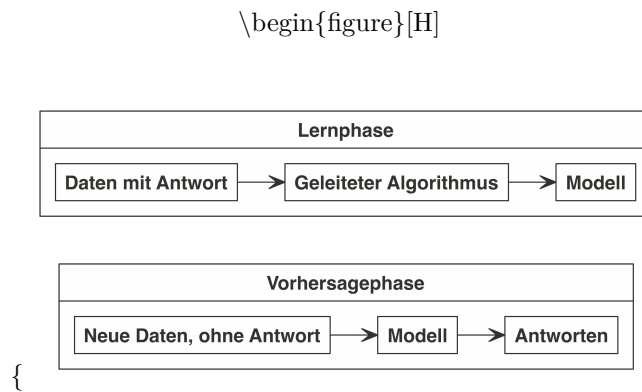 \begin{figure}[H]
Lernphase
Daten mit Antwort Geleiteter Algorithmus Modell
Vorhersagephase
Neue Daten, ohne Antwort Modell Antworten
{